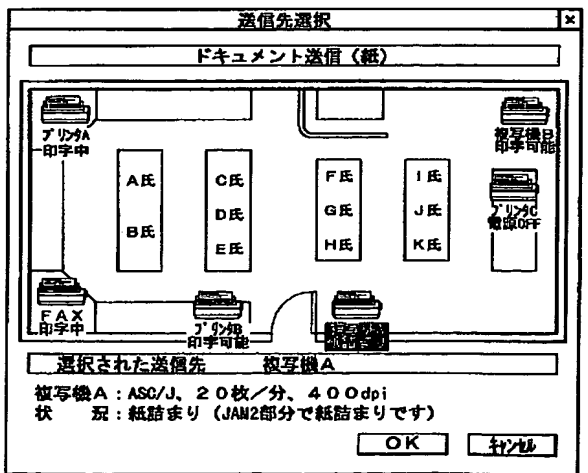 送信先選択
×
ドキュメント送信(紙)
プリンタA
印字中
複写機B
印字可能
A氏
B氏
C氏
D氏
E氏
F氏
G氏
H氏
I氏
J氏
K氏
プリンタC
電源OFF
FAX
印字中
プリンタB
印字可能
選択された送信先 複写機A
複写機A:ASC/J、20枚/分、400dpi
状 況:紙詰まり(JAN2部分で紙詰まりです)
OK
キャンセル